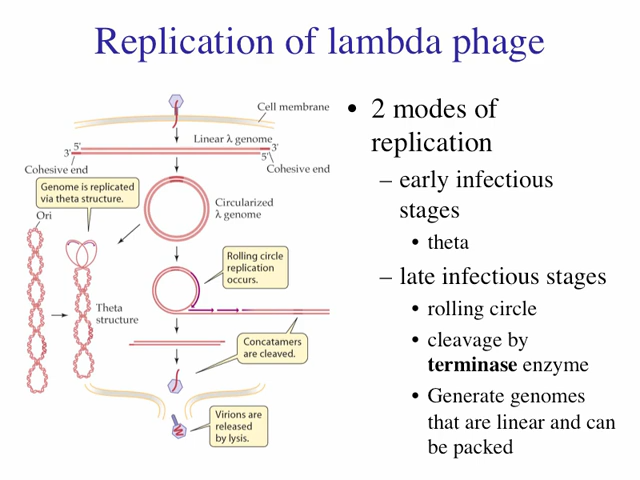 Replication of lambda phage
Cell membrane
Linear λ genome
3' 5'
3'
5'
Cohesive end
Cohesive end
Genome is replicated
via theta structure.
Circularized
λ genome
Ori
Rolling circle
replication
occurs.
Theta
structure
Concatamers
are cleaved.
Virions are
released
by lysis.
• 2 modes of
replication
– early infectious
stages
• theta
– late infectious stages
• rolling circle
• cleavage by
terminase enzyme
• Generate genomes
that are linear and can
be packed